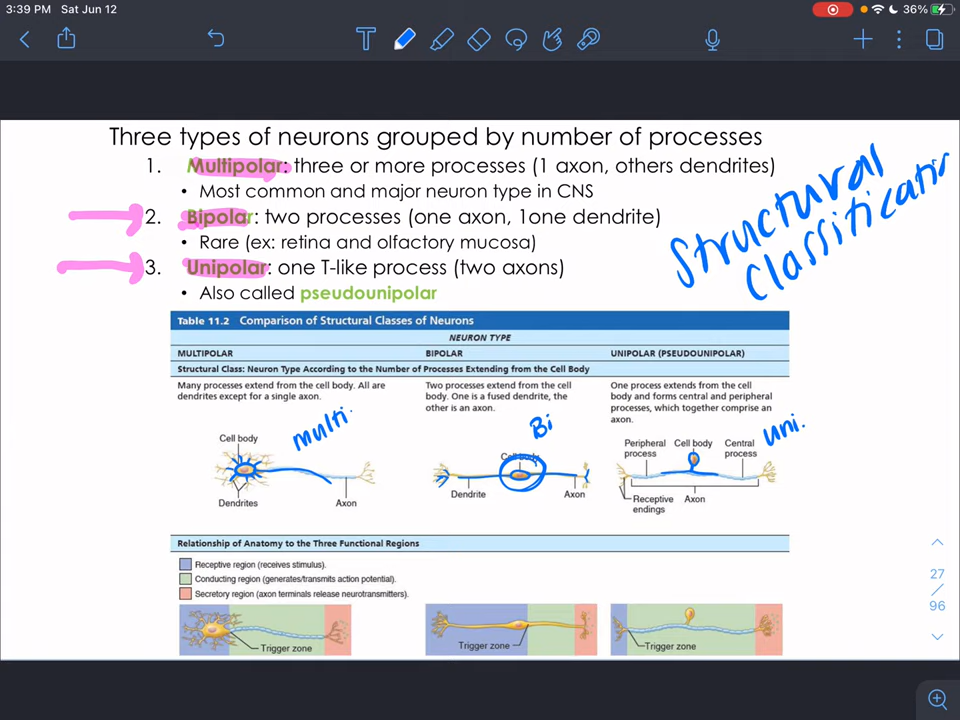 3:39 PM Sat Jun 12
36%
Three types of neurons grouped by number of processes
1. Multipolar: three or more processes (1 axon, others dendrites)
• Most common and major neuron type in CNS
2. Bipolar: two processes (one axon, 1one dendrite)
• Rare (ex: retina and olfactory mucosa)
3. Unipolar: one T-like process (two axons)
• Also called pseudounipolar
Structural
Classification
Table 11.2 Comparison of Structural Classes of Neurons
NEURON TYPE
MULTIPOLAR BIPOLAR UNIPOLAR (PSEUDOUNIPOLAR)
Structural Class: Neuron Type According to the Number of Processes Extending from the Cell Body
Many processes extend from the cell body. All are
dendrites except for a single axon.
Two processes extend from the cell
body. One is a fused dendrite, the
other is an axon.
One process extends from the cell
body and forms central and peripheral
processes, which together comprise an
axon.
multi.
Bi
uni.
Cell body
Dendrites
Axon
Cell body
Dendrite
Axon
Peripheral
process
Cell body
Central
process
Receptive
endings
Axon
Relationship of Anatomy to the Three Functional Regions
Receptive region (receives stimulus).
Conducting region (generates/transmits action potential).
Secretory region (axon terminals release neurotransmitters).
Trigger zone
Trigger zone
Trigger zone
27
/
96